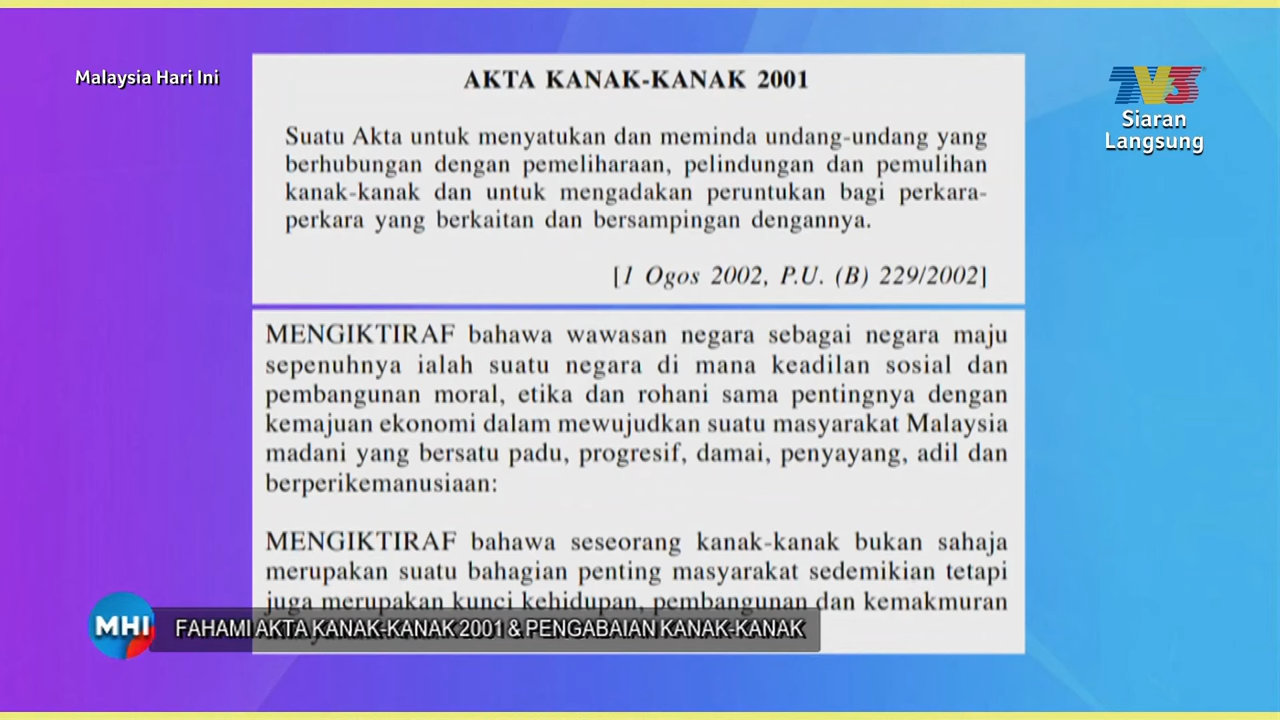 Malaysia Hari Ini
TV3
Siaran
Langsung
AKTA KANAK-KANAK 2001
Suatu Akta untuk menyatukan dan meminda undang-undang yang
berhubungan dengan pemeliharaan, pelindungan dan pemulihan
kanak-kanak dan untuk mengadakan peruntukan bagi perkara-
perkara yang berkaitan dan bersampingan dengannya.
[1 Ogos 2002, P.U. (B) 229/2002]
MENGIKTIRAF bahawa wawasan negara sebagai negara maju
sepenuhnya ialah suatu negara di mana keadilan sosial dan
pembangunan moral, etika dan rohani sama pentingnya dengan
kemajuan ekonomi dalam mewujudkan suatu masyarakat Malaysia
madani yang bersatu padu, progresif, damai, penyayang, adil dan
berperikemanusiaan:
MENGIKTIRAF bahawa seseorang kanak-kanak bukan sahaja
merupakan suatu bahagian penting masyarakat sedemikian tetapi
juga merupakan kunci kehidupan, pembangunan dan kemakmuran
MHI FAHAMI AKTA KANAK-KANAK 2001 & PENGABAIAN KANAK-KANAK